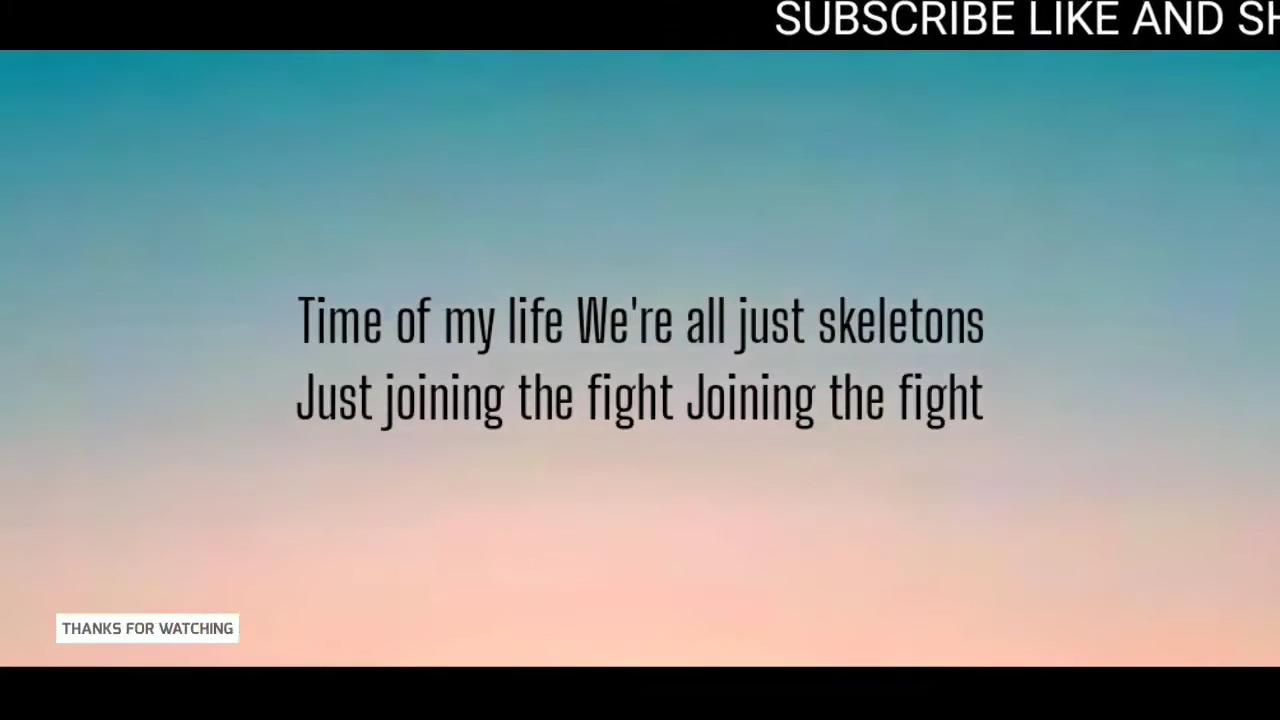 SUBSCRIBE LIKE AND SH
Time of my life We're all just skeletons
Just joining the fight Joining the fight
THANKS FOR WATCHING